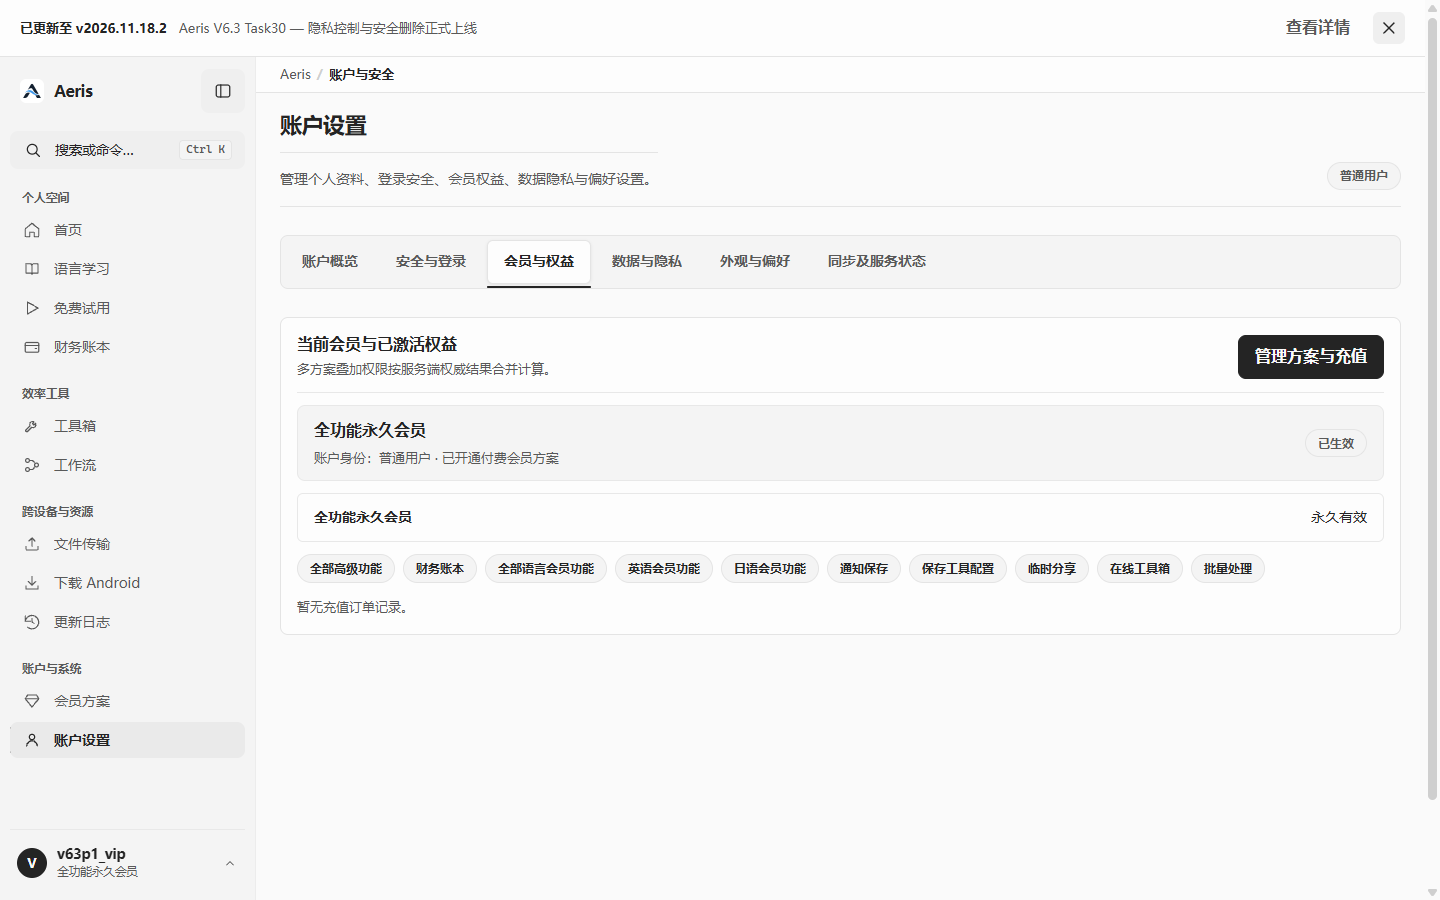 已更新至 v2026.11.18.2 Aeris V6.3 Task30 — 隐私控制与安全删除正式上线
查看详情
Aeris
搜索或命令... Ctrl K
个人空间
首页
语言学习
免费试用
财务账本
效率工具
工具箱
工作流
跨设备与资源
文件传输
下载 Android
更新日志
账户与系统
会员方案
账户设置
V
v63p1_vip
全功能永久会员
Aeris / 账户与安全
账户设置
管理个人资料、登录安全、会员权益、数据隐私与偏好设置。
普通用户
账户概览 安全与登录 会员与权益 数据与隐私 外观与偏好 同步及服务状态
当前会员与已激活权益
多方案叠加权限按服务端权威结果合并计算。
管理方案与充值
全功能永久会员
账户身份：普通用户 · 已开通付费会员方案
已生效
全功能永久会员 永久有效
全部高级功能 财务账本 全部语言会员功能 英语会员功能 日语会员功能 通知保存 保存工具配置 临时分享 在线工具箱 批量处理
暂无充值订单记录。